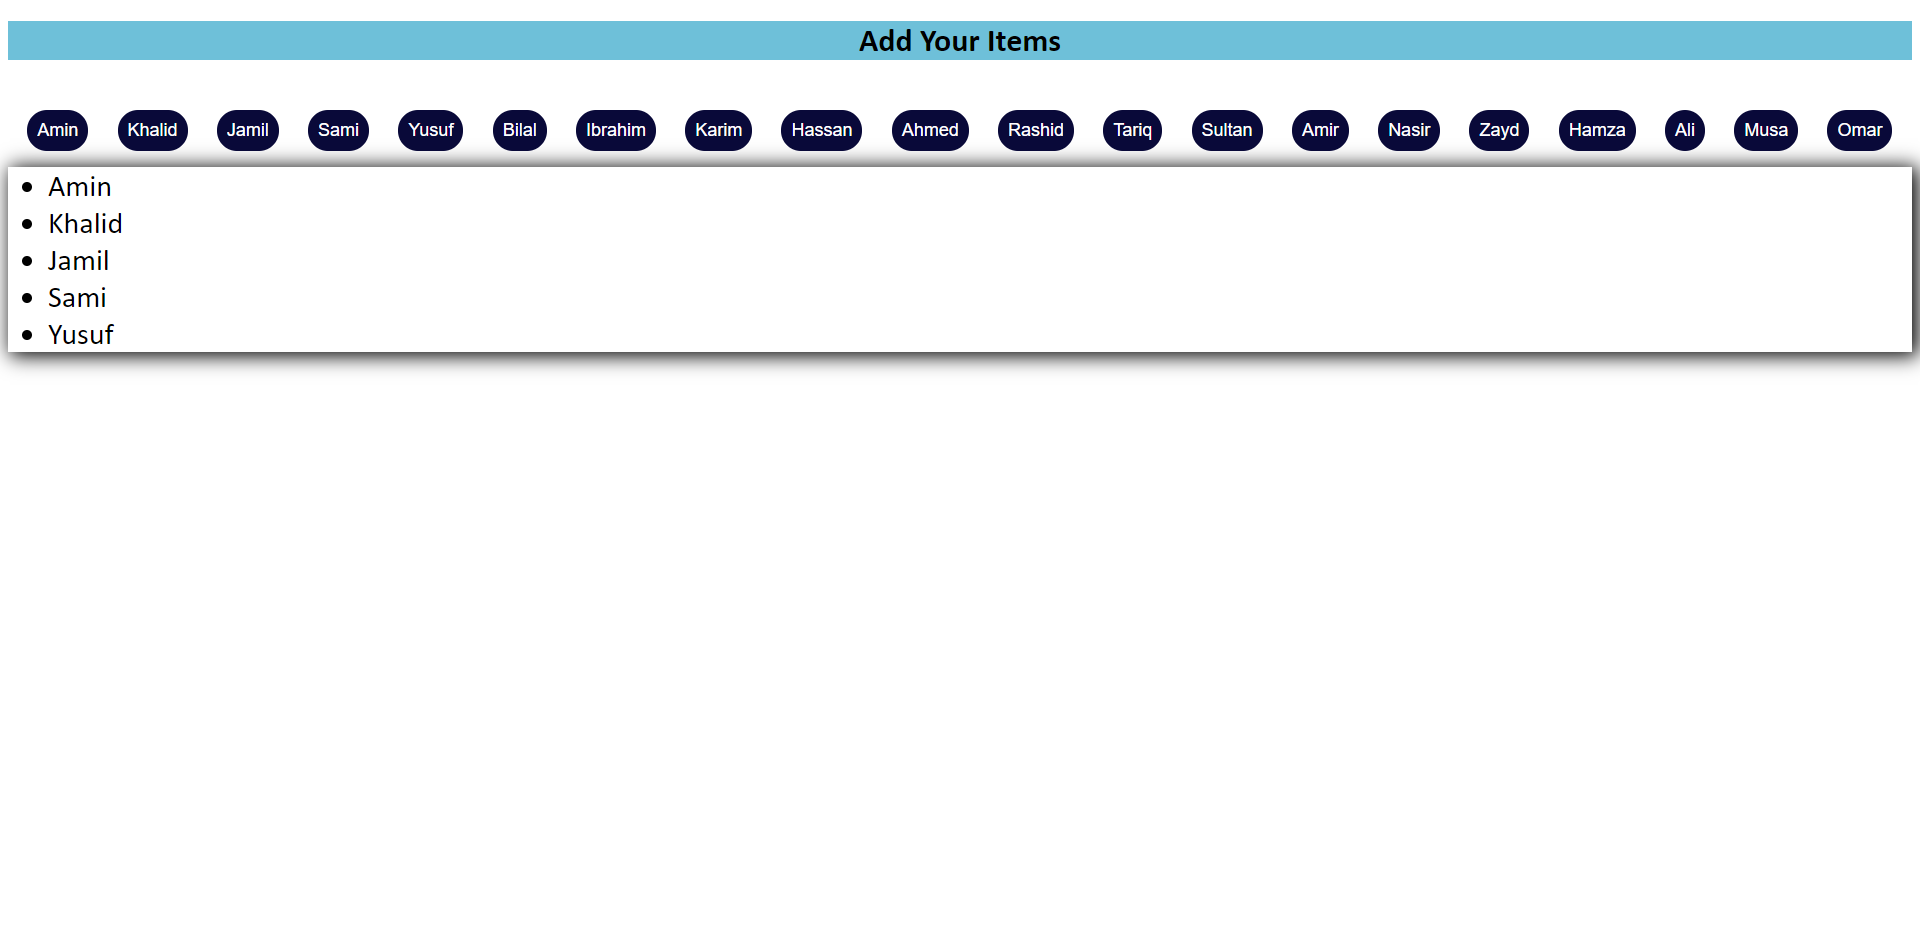 Add Your Items
Amin Khalid Jamil Sami Yusuf Bilal Ibrahim Karim Hassan Ahmed Rashid Tariq Sultan Amir Nasir Zayd Hamza Ali Musa Omar
Amin
Khalid
Jamil
Sami
Yusuf